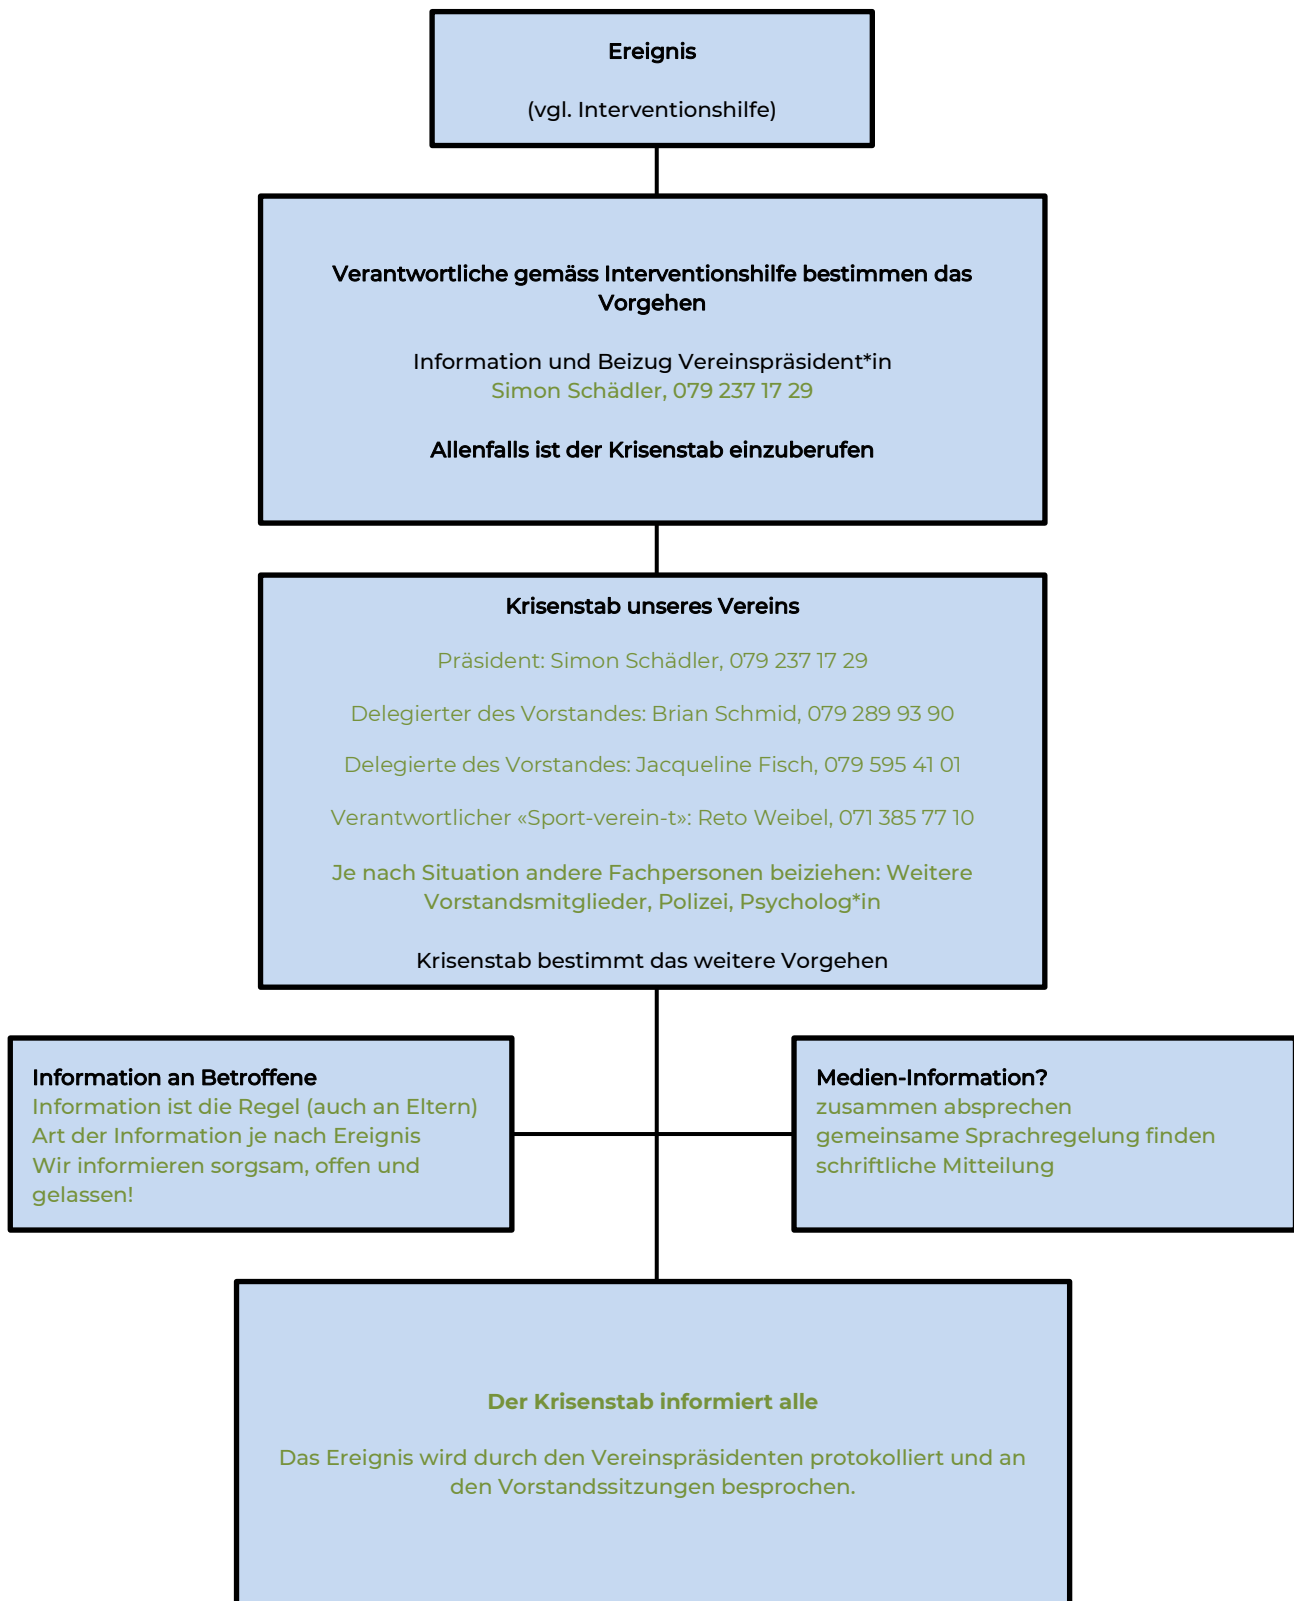 Ereignis
(vgl. Interventionshilfe)
Verantwortliche gemäss Interventionshilfe bestimmen das
Vorgehen
Information und Beizug Vereinspräsident*in
Simon Schädler, 079 237 17 29
Allenfalls ist der Krisenstab einzuberufen
Krisenstab unseres Vereins
Präsident: Simon Schädler, 079 237 17 29
Delegierter des Vorstandes: Brian Schmid, 079 289 93 90
Delegierte des Vorstandes: Jacqueline Fisch, 079 595 41 01
Verantwortlicher «Sport-verein-t»: Reto Weibel, 071 385 77 10
Je nach Situation andere Fachpersonen beiziehen: Weitere
Vorstandsmitglieder, Polizei, Psycholog*in
Krisenstab bestimmt das weitere Vorgehen
Information an Betroffene
Information ist die Regel (auch an Eltern)
Art der Information je nach Ereignis
Wir informieren sorgsam, offen und
gelassen!
Medien-Information?
zusammen absprechen
gemeinsame Sprachregelung finden
schriftliche Mitteilung
Der Krisenstab informiert alle
Das Ereignis wird durch den Vereinspräsidenten protokolliert und an
den Vorstandssitzungen besprochen.